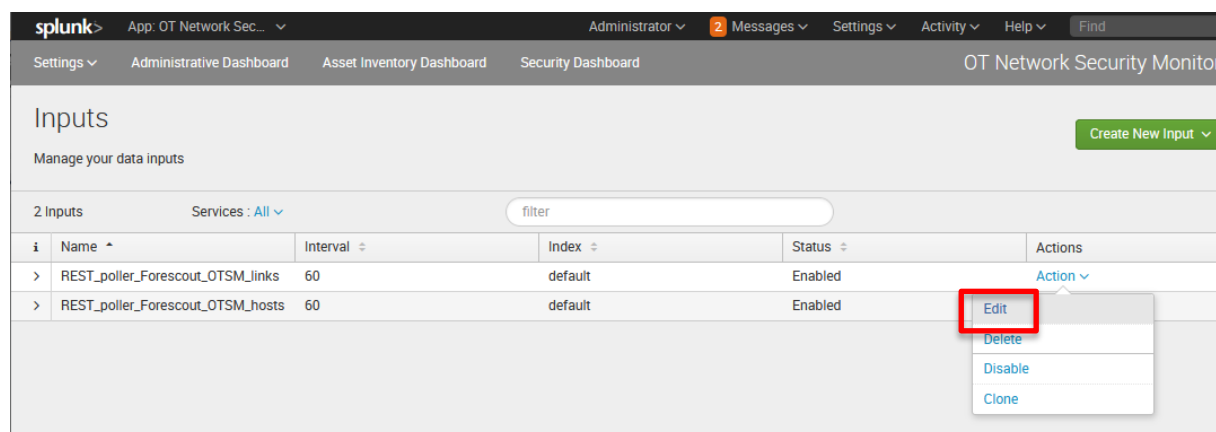 splunk> App: OT Network Sec... Administrator 2 Messages Settings Activity Help Find
Settings Administrative Dashboard Asset Inventory Dashboard Security Dashboard OT Network Security Monitor
Inputs
Create New Input
Manage your data inputs
2 Inputs Services : All filter
i Name Interval Index Status Actions
> REST_poller_Forescout_OTSM_links 60 default Enabled Action
> REST_poller_Forescout_OTSM_hosts 60 default Enabled
Edit
Delete
Disable
Clone